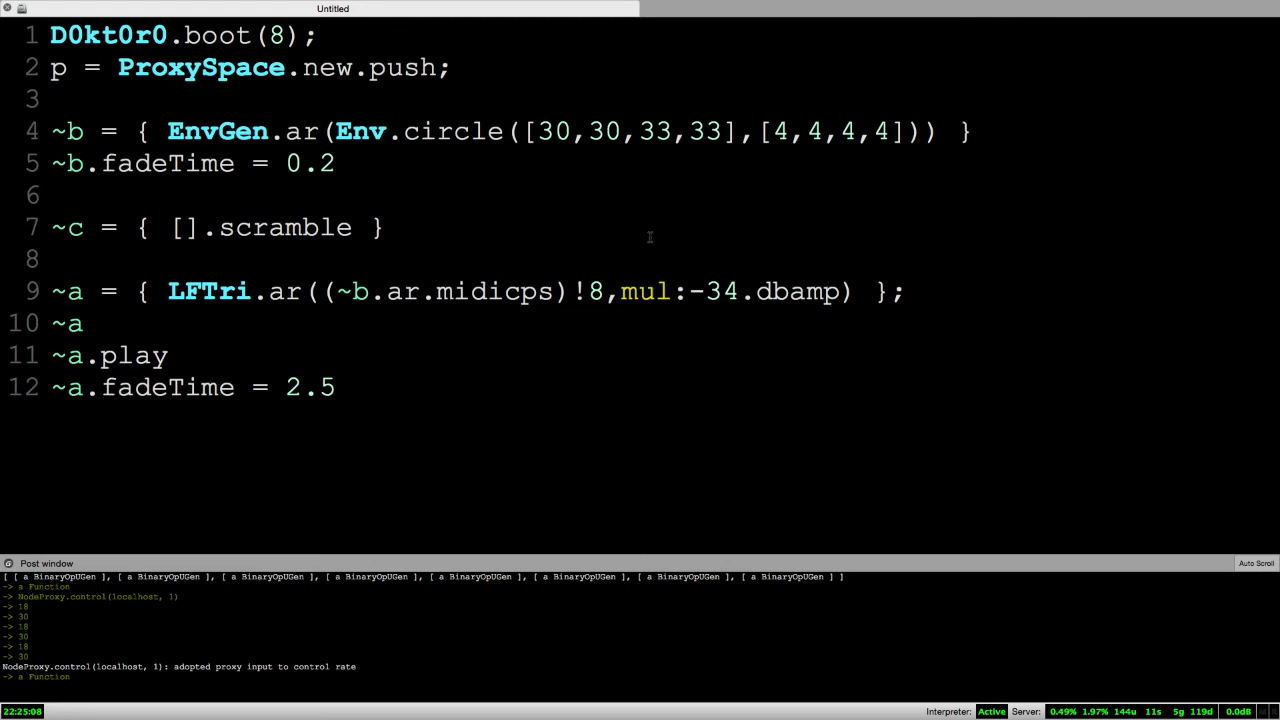 Untitled
1 D0kt0r0.boot(8);
2 p = ProxySpace.new.push;
3
4 ~b = { EnvGen.ar(Env.circle([30,30,33,33],[4,4,4,4])) }
5 ~b.fadeTime = 0.2
6
7 ~c = { [].scramble }
8
9 ~a = { LFTri.ar((~b.ar.midicps)!8,mul:-34.dbamp) };
10 ~a
11 ~a.play
12 ~a.fadeTime = 2.5
Post window Auto Scroll
[ [ a BinaryOpUGen ], [ a BinaryOpUGen ], [ a BinaryOpUGen ], [ a BinaryOpUGen ], [ a BinaryOpUGen ], [ a BinaryOpUGen ], [ a BinaryOpUGen ], [ a BinaryOpUGen ] ]
-> a Function
-> NodeProxy.control(localhost, 1)
-> 18
-> 30
-> 18
-> 30
-> 18
-> 30
NodeProxy.control(localhost, 1): adopted proxy input to control rate
-> a Function
22:25:08 Interpreter: Active Server: 0.49% 1.97% 144u 11s 5g 119d 0.0dB M R